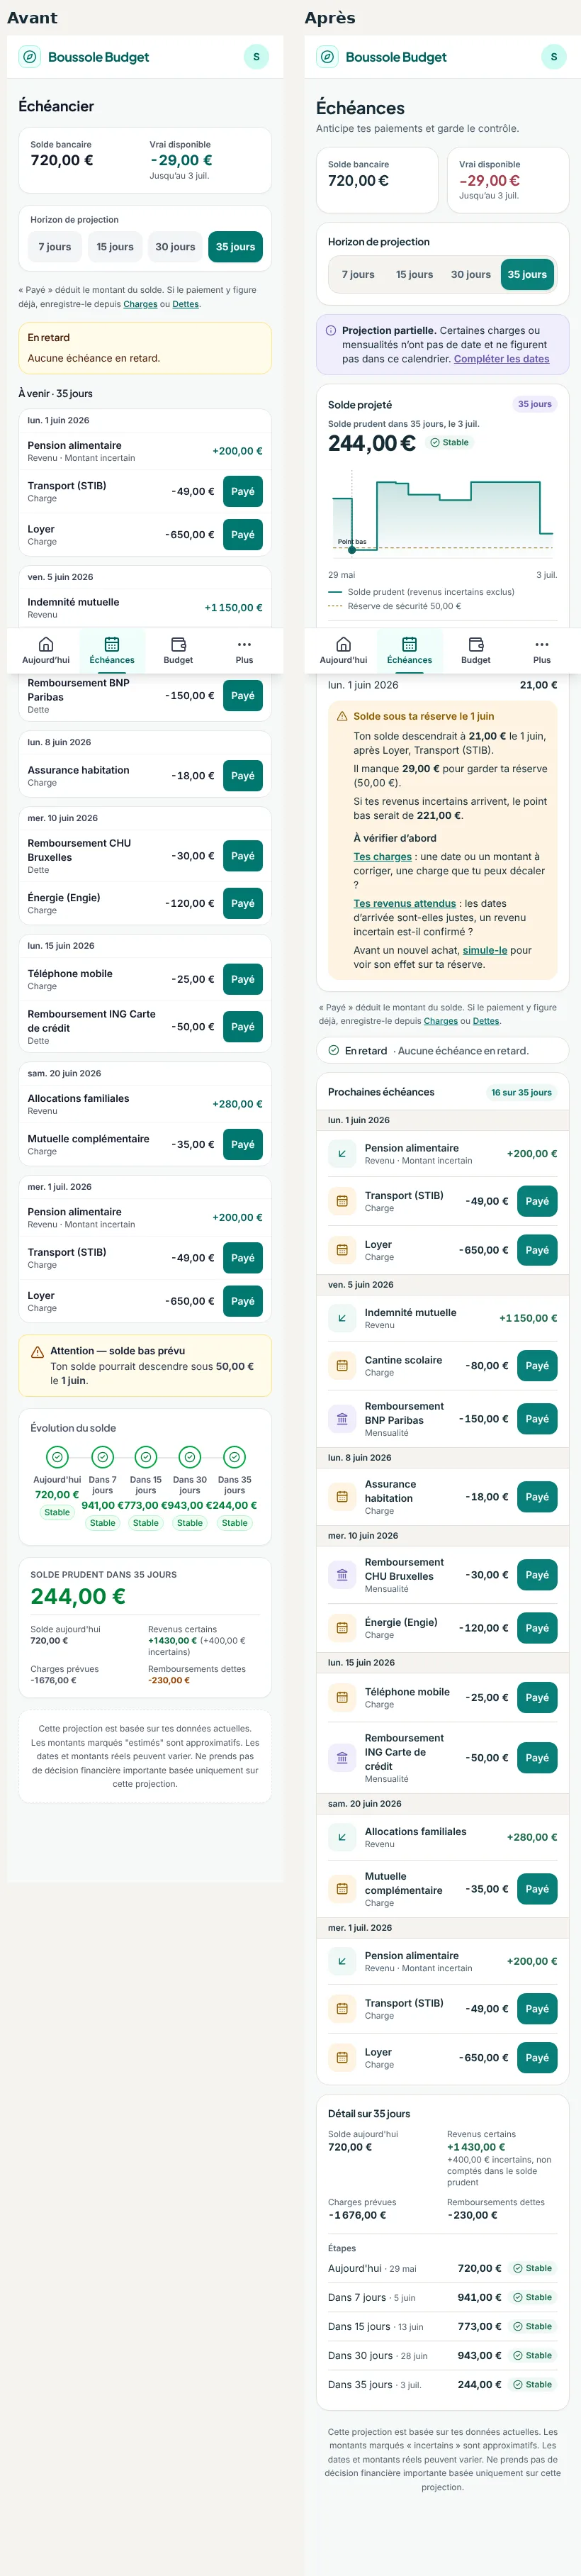 Avant
Boussole Budget
S
Échéancier
Solde bancaire
720,00 €
Vrai disponible
-29,00 €
Jusqu'au 3 juil.
Horizon de projection
7 jours
15 jours
30 jours
35 jours
« Payé » déduit le montant du solde. Si le paiement y figure
déjà, enregistre-le depuis Charges ou Dettes.
En retard
Aucune échéance en retard.
À venir · 35 jours
lun. 1 juin 2026
Pension alimentaire
Revenu · Montant incertain
+200,00 €
Transport (STIB)
Charge
-49,00 €
Payé
Loyer
Charge
-650,00 €
Payé
ven. 5 juin 2026
Indemnité mutuelle
Revenu
+1 150,00 €
Aujourd'hui
Échéances
Budget
Plus
Remboursement BNP
Paribas
Dette
-150,00 €
Payé
lun. 8 juin 2026
Assurance habitation
Charge
-18,00 €
Payé
mer. 10 juin 2026
Remboursement CHU
Bruxelles
Dette
-30,00 €
Payé
Énergie (Engie)
Charge
-120,00 €
Payé
lun. 15 juin 2026
Téléphone mobile
Charge
-25,00 €
Payé
Remboursement ING Carte
de crédit
Dette
-50,00 €
Payé
sam. 20 juin 2026
Allocations familiales
Revenu
+280,00 €
Mutuelle complémentaire
Charge
-35,00 €
Payé
mer. 1 juil. 2026
Pension alimentaire
Revenu · Montant incertain
+200,00 €
Transport (STIB)
Charge
-49,00 €
Payé
Loyer
Charge
-650,00 €
Payé
Attention — solde bas prévu
Ton solde pourrait descendre sous 50,00 €
le 1 juin.
Évolution du solde
Aujourd'hui
720,00 €
Stable
Dans 7
jours
941,00 €
Stable
Dans 15
jours
773,00 €
Stable
Dans 30
jours
943,00 €
Stable
Dans 35
jours
244,00 €
Stable
SOLDE PRUDENT DANS 35 JOURS
244,00 €
Solde aujourd'hui
720,00 €
Revenus certains
+1430,00 € (+400,00 €
incertains)
Charges prévues
-1676,00 €
Remboursements dettes
-230,00 €
Cette projection est basée sur tes données actuelles.
Les montants marqués "estimés" sont approximatifs. Les
dates et montants réels peuvent varier. Ne prends pas
de décision financière importante basée uniquement sur
cette projection.
Après
Boussole Budget
S
Échéances
Anticipe tes paiements et garde le contrôle.
Solde bancaire
720,00 €
Vrai disponible
-29,00 €
Jusqu'au 3 juil.
Horizon de projection
7 jours
15 jours
30 jours
35 jours
Projection partielle. Certaines charges ou
mensualités n'ont pas de date et ne figurent
pas dans ce calendrier. Compléter les dates
Solde projeté
35 jours
Solde prudent dans 35 jours, le 3 juil.
244,00 €
Stable
Point bas
29 mai
3 juil.
Solde prudent (revenus incertains exclus)
Réserve de sécurité 50,00 €
Aujourd'hui
Échéances
Budget
Plus
lun. 1 juin 2026
21,00 €
Solde sous ta réserve le 1 juin
Ton solde descendrait à 21,00 € le 1 juin,
après Loyer, Transport (STIB).
Il manque 29,00 € pour garder ta réserve
(50,00 €).
Si tes revenus incertains arrivent, le point
bas serait de 221,00 €.
À vérifier d'abord
Tes charges : une date ou un montant à
corriger, une charge que tu peux décaler
?
Tes revenus attendus : les dates
d'arrivée sont-elles justes, un revenu
incertain est-il confirmé ?
Avant un nouvel achat, simule-le pour
voir son effet sur ta réserve.
« Payé » déduit le montant du solde. Si le paiement y figure
déjà, enregistre-le depuis Charges ou Dettes.
En retard · Aucune échéance en retard.
Prochaines échéances
16 sur 35 jours
lun. 1 juin 2026
Pension alimentaire
Revenu · Montant incertain
+200,00 €
Transport (STIB)
Charge
-49,00 €
Payé
Loyer
Charge
-650,00 €
Payé
ven. 5 juin 2026
Indemnité mutuelle
Revenu
+1 150,00 €
Cantine scolaire
Charge
-80,00 €
Payé
Remboursement
BNP Paribas
Mensualité
-150,00 €
Payé
lun. 8 juin 2026
Assurance
habitation
Charge
-18,00 €
Payé
mer. 10 juin 2026
Remboursement
CHU Bruxelles
Mensualité
-30,00 €
Payé
Énergie (Engie)
Charge
-120,00 €
Payé
lun. 15 juin 2026
Téléphone mobile
Charge
-25,00 €
Payé
Remboursement
ING Carte de
crédit
Mensualité
-50,00 €
Payé
sam. 20 juin 2026
Allocations familiales
Revenu
+280,00 €
Mutuelle
complémentaire
Charge
-35,00 €
Payé
mer. 1 juil. 2026
Pension alimentaire
Revenu · Montant incertain
+200,00 €
Transport (STIB)
Charge
-49,00 €
Payé
Loyer
Charge
-650,00 €
Payé
Détail sur 35 jours
Solde aujourd'hui
720,00 €
Revenus certains
+1 430,00 €
+400,00 € incertains, non
comptés dans le solde
prudent
Charges prévues
-1 676,00 €
Remboursements dettes
-230,00 €
Étapes
Aujourd'hui · 29 mai
720,00 €
Stable
Dans 7 jours · 5 juin
941,00 €
Stable
Dans 15 jours · 13 juin
773,00 €
Stable
Dans 30 jours · 28 juin
943,00 €
Stable
Dans 35 jours · 3 juil.
244,00 €
Stable
Cette projection est basée sur tes données actuelles. Les
montants marqués « incertains » sont approximatifs. Les
dates et montants réels peuvent varier. Ne prends pas de
décision financière importante basée uniquement sur cette
projection.